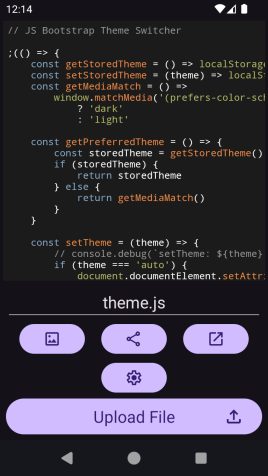 12:14
// JS Bootstrap Theme Switcher
;(() => {
const getStoredTheme = () => localStorage
const setStoredTheme = (theme) => localS
const getMediaMatch = () =>
window.matchMedia('(prefers-color-sch
? 'dark'
: 'light'
const getPreferredTheme = () => {
const storedTheme = getStoredTheme()
if (storedTheme) {
return storedTheme
} else {
return getMediaMatch()
}
}
const setTheme = (theme) => {
// console.debug(`setTheme: ${theme}
if (theme === 'auto') {
document.documentElement.setAttri
theme.js
Upload File